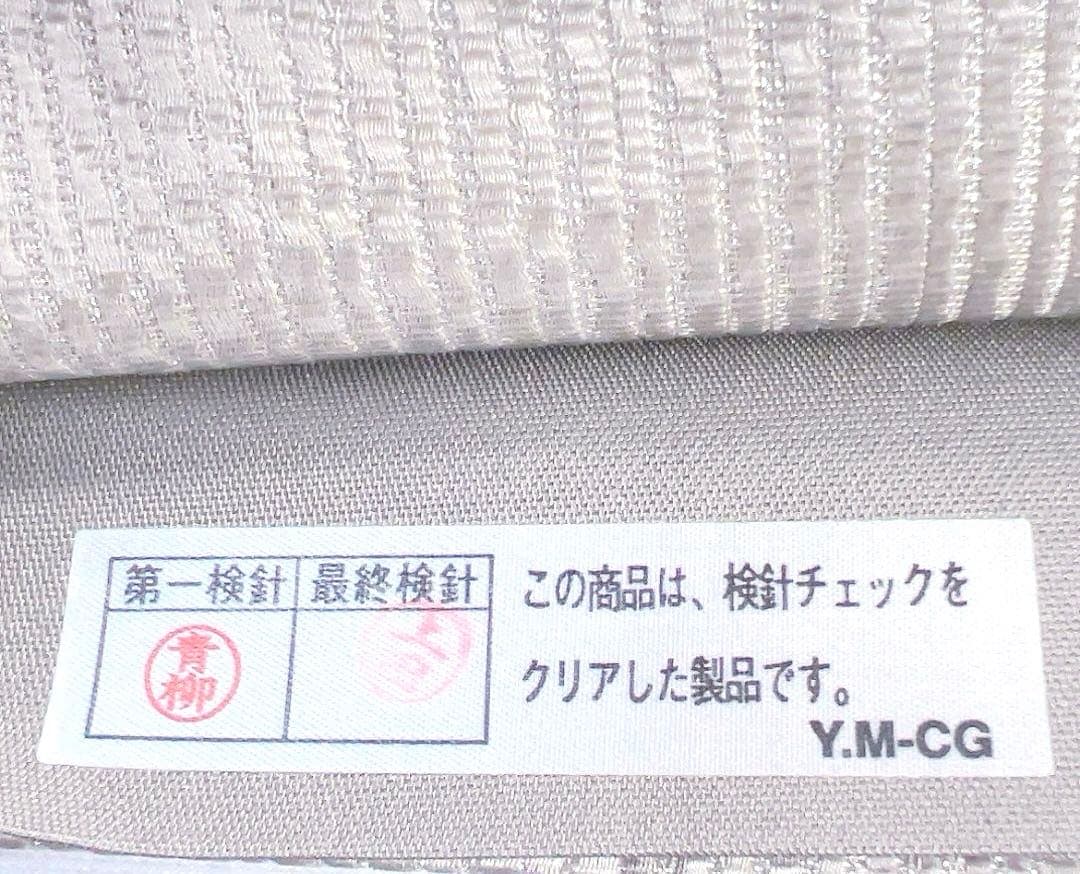 第一検針 最終検針
青柳
この商品は、検針チェックを
クリアした製品です。
Y.M-CG